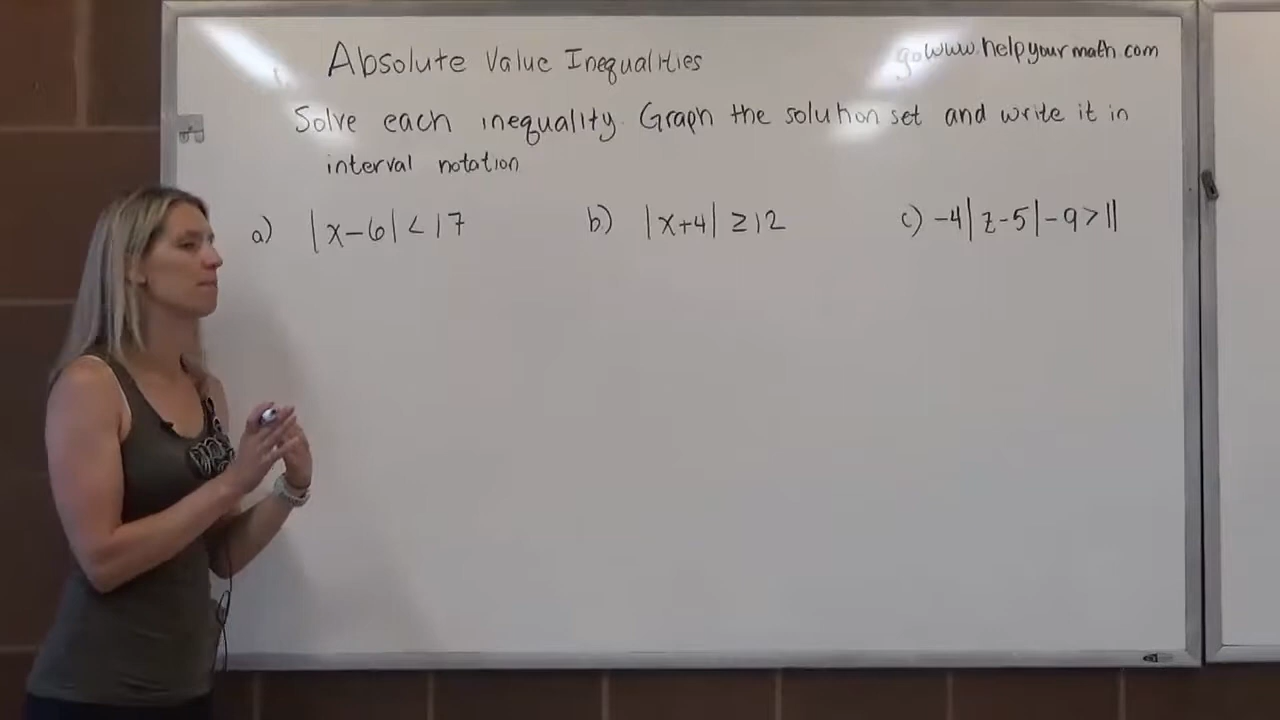 Absolute Value Inequalities
go www.helpyourmath.com
Solve each inequality. Graph the solution set and write it in
interval notation
a) |x-6| < 17
b.) |x+4| ≥ 12
c.) -4|z-5| -9 > 11